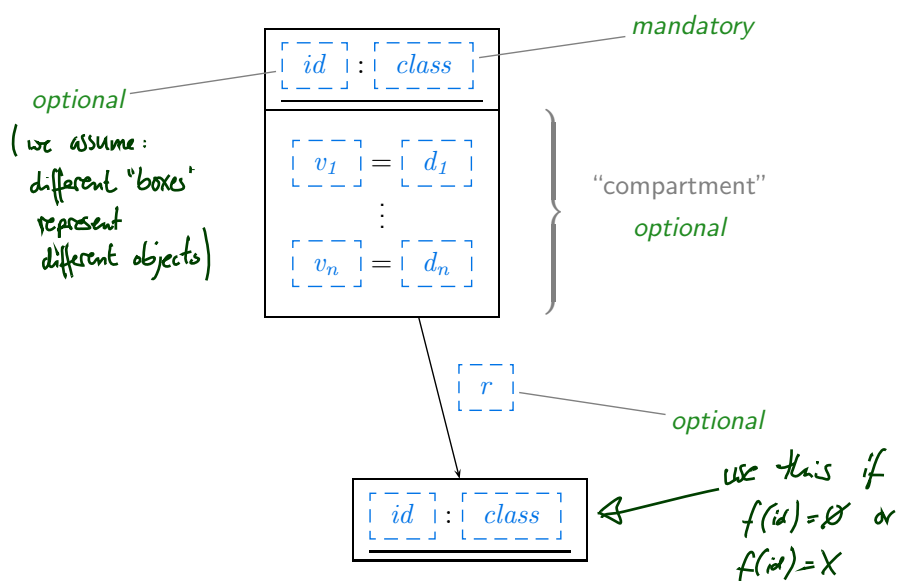 mandatory
id : class
optional
( we assume:
different "boxes"
represent
different objects)
v1 = d1
⋮
vn = dn
“compartment”
optional
r
optional
id : class
use this if
f(id)=∅ or
f(id)=X